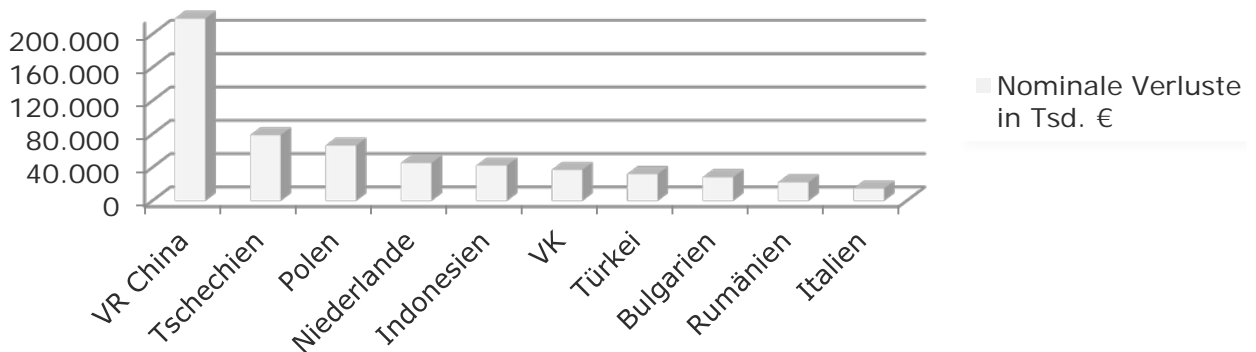 200.000
160.000
120.000
80.000
40.000
0
VR China
Tschechien
Polen
Niederlande
Indonesien
VK
Türkei
Bulgarien
Rumänien
Italien
Nominale Verluste
in Tsd. €